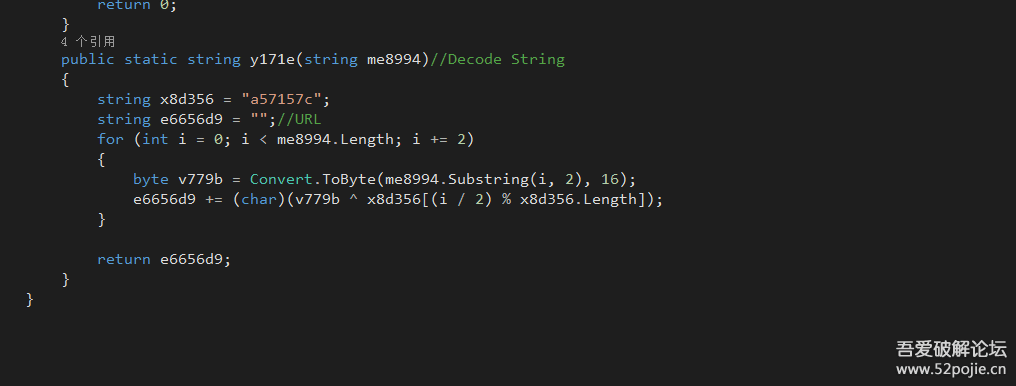 return 0;
}
4 个引用
public static string y171e(string me8994)//Decode String
{
string x8d356 = "a57157c";
string e6656d9 = "";//URL
for (int i = 0; i < me8994.Length; i += 2)
{
byte v779b = Convert.ToByte(me8994.Substring(i, 2), 16);
e6656d9 += (char)(v779b ^ x8d356[(i / 2) % x8d356.Length]);
}
return e6656d9;
}
}
吾爱破解论坛
www.52pojie.cn